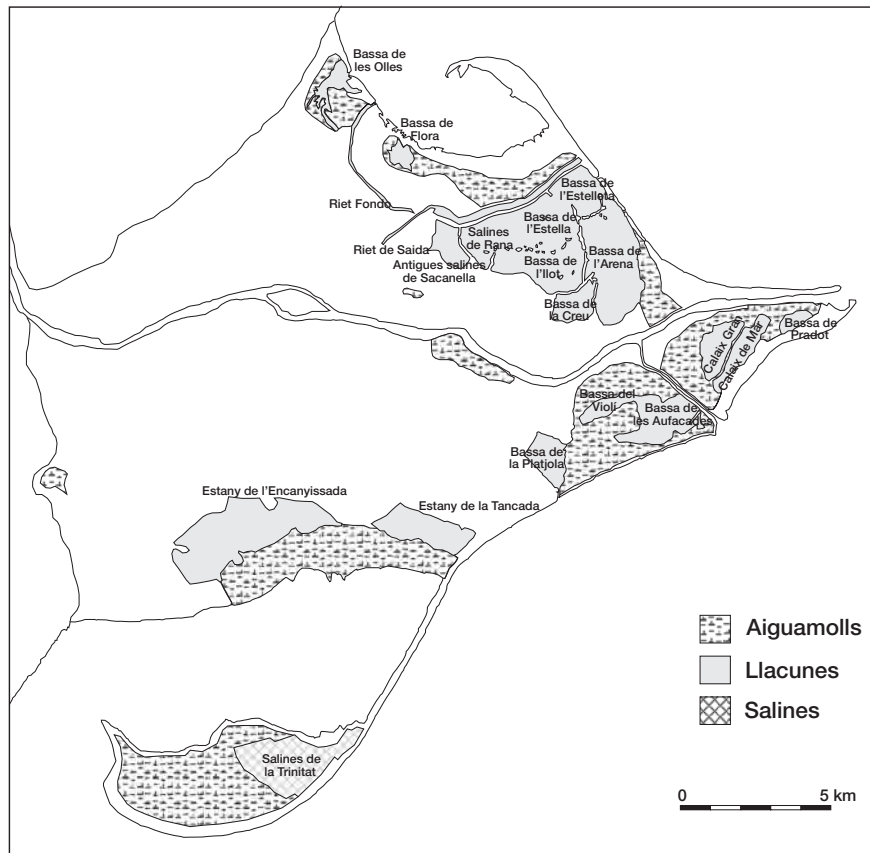 Bassa de
les Olles
Bassa de
Flora
Riet Fondo
Bassa de
l'Estelleta
Bassa de
l'Estella
Salines
de Rana
Riet de Saida
Antigues salines
de Sacanella
Bassa de
l'Illot
Bassa de
l'Arena
Bassa de
la Creu
Calaix Gran
Calaix de Mar
Bassa de
Pradot
Bassa del
Violí
Bassa de
les Aufacades
Bassa de
la Platjola
Estany de l'Encanyissada
Estany de la Tancada
Aiguamolls
Llacunes
Salines
Salines de
la Trinitat
0 5 km